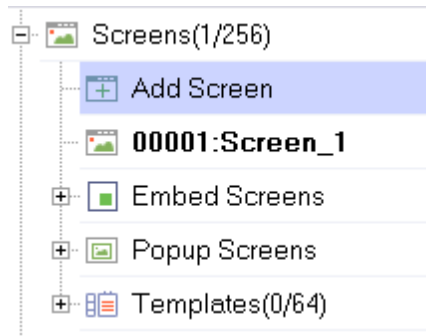 Screens(1/256)
Add Screen
00001:Screen_1
Embed Screens
Popup Screens
Templates(0/64)